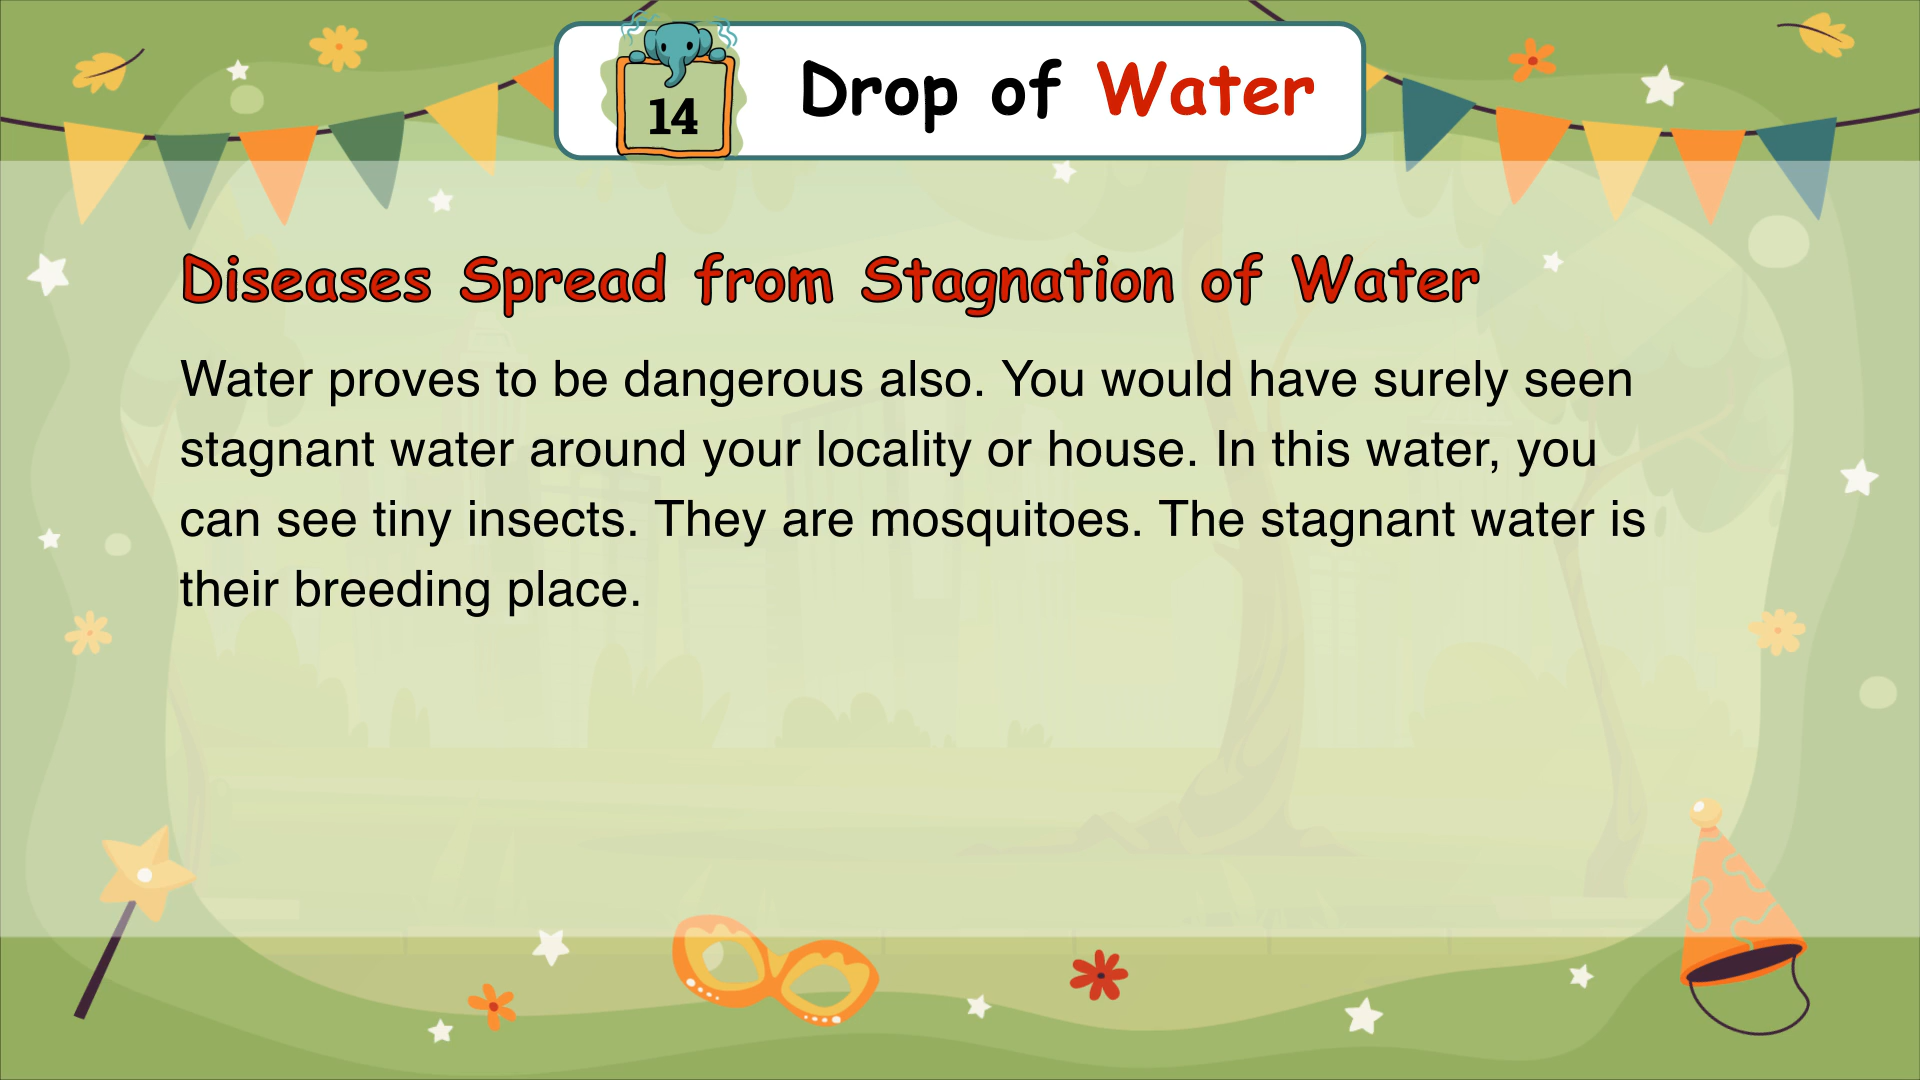 14
Drop of Water
Diseases Spread from Stagnation of Water
Water proves to be dangerous also. You would have surely seen
stagnant water around your locality or house. In this water, you
can see tiny insects. They are mosquitoes. The stagnant water is
their breeding place.